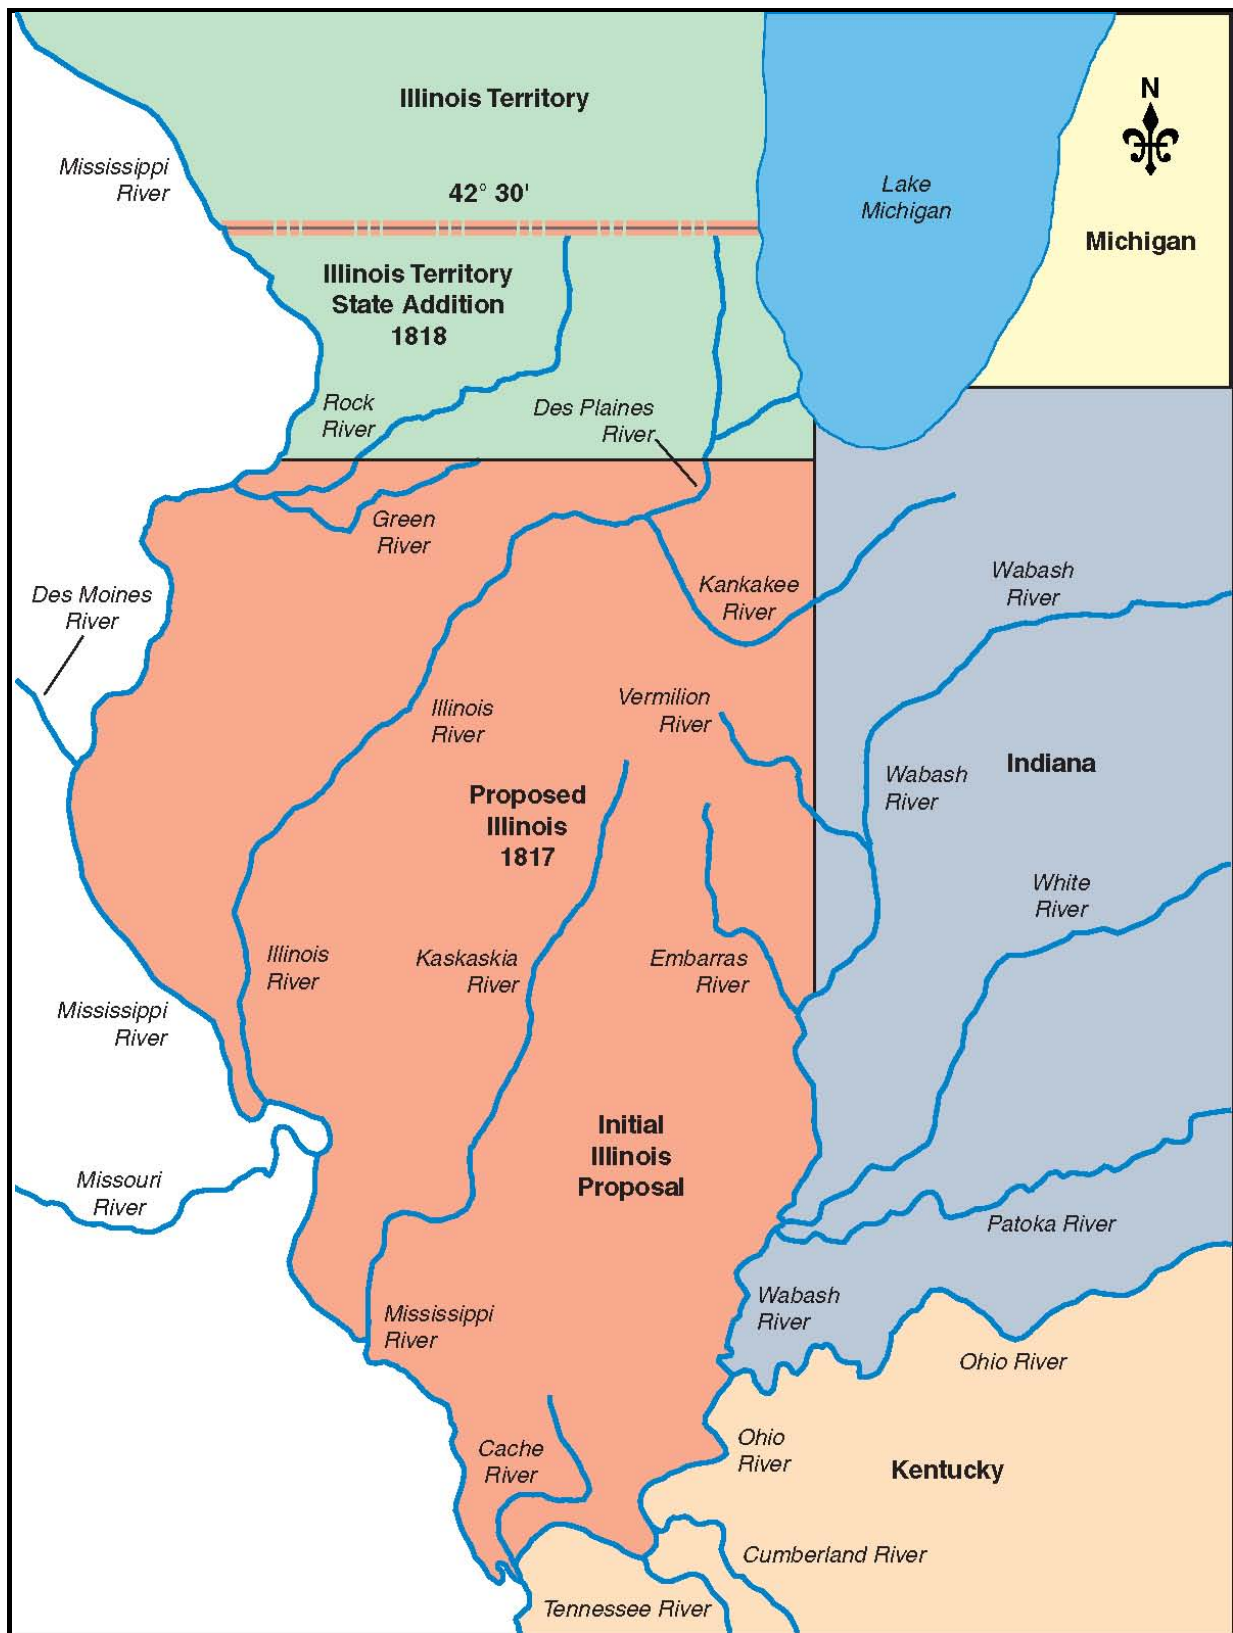 Illinois Territory
N
Mississippi
River
42° 30'
Lake
Michigan
Michigan
Illinois Territory
State Addition
1818
Rock
River
Des Plaines
River
Green
River
Des Moines
River
Kankakee
River
Wabash
River
Illinois
River
Vermilion
River
Proposed
Illinois
1817
Wabash
River
Indiana
White
River
Illinois
River
Kaskaskia
River
Embarras
River
Mississippi
River
Initial
Illinois
Proposal
Missouri
River
Patoka River
Mississippi
River
Wabash
River
Ohio River
Cache
River
Ohio
River
Kentucky
Cumberland River
Tennessee River